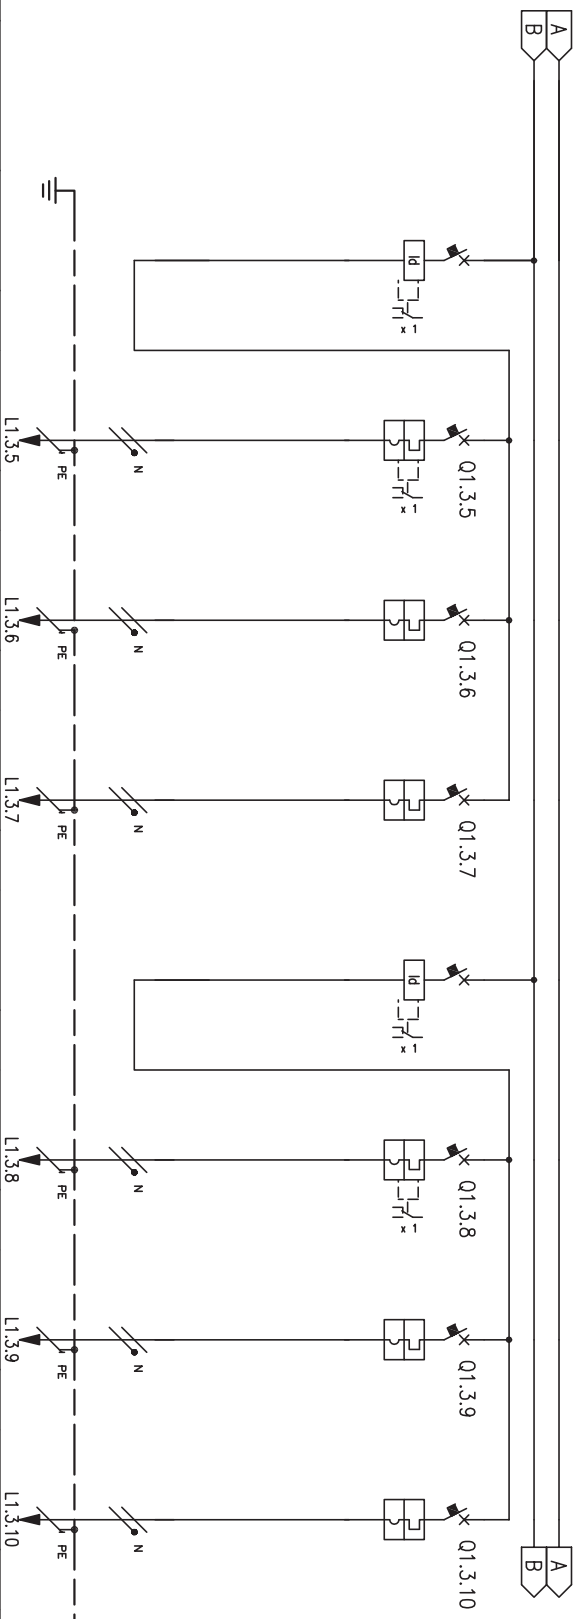 A
B
Id
x 1
Q1.3.5
x 1
N
PE
L1.3.5
Q1.3.6
N
PE
L1.3.6
Q1.3.7
N
PE
L1.3.7
Id
x 1
Q1.3.8
x 1
N
PE
L1.3.8
Q1.3.9
N
PE
L1.3.9
Q1.3.10
N
PE
L1.3.10
A
B